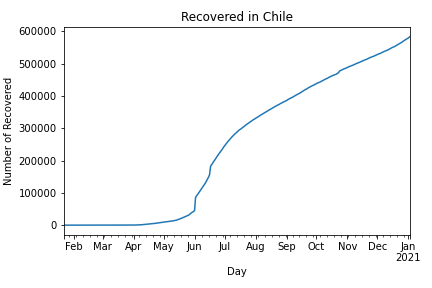 Recovered in Chile
Number of Recovered
600000
500000
400000
300000
200000
100000
0
Feb Mar Apr May Jun Jul Aug Sep Oct Nov Dec Jan
2021
Day